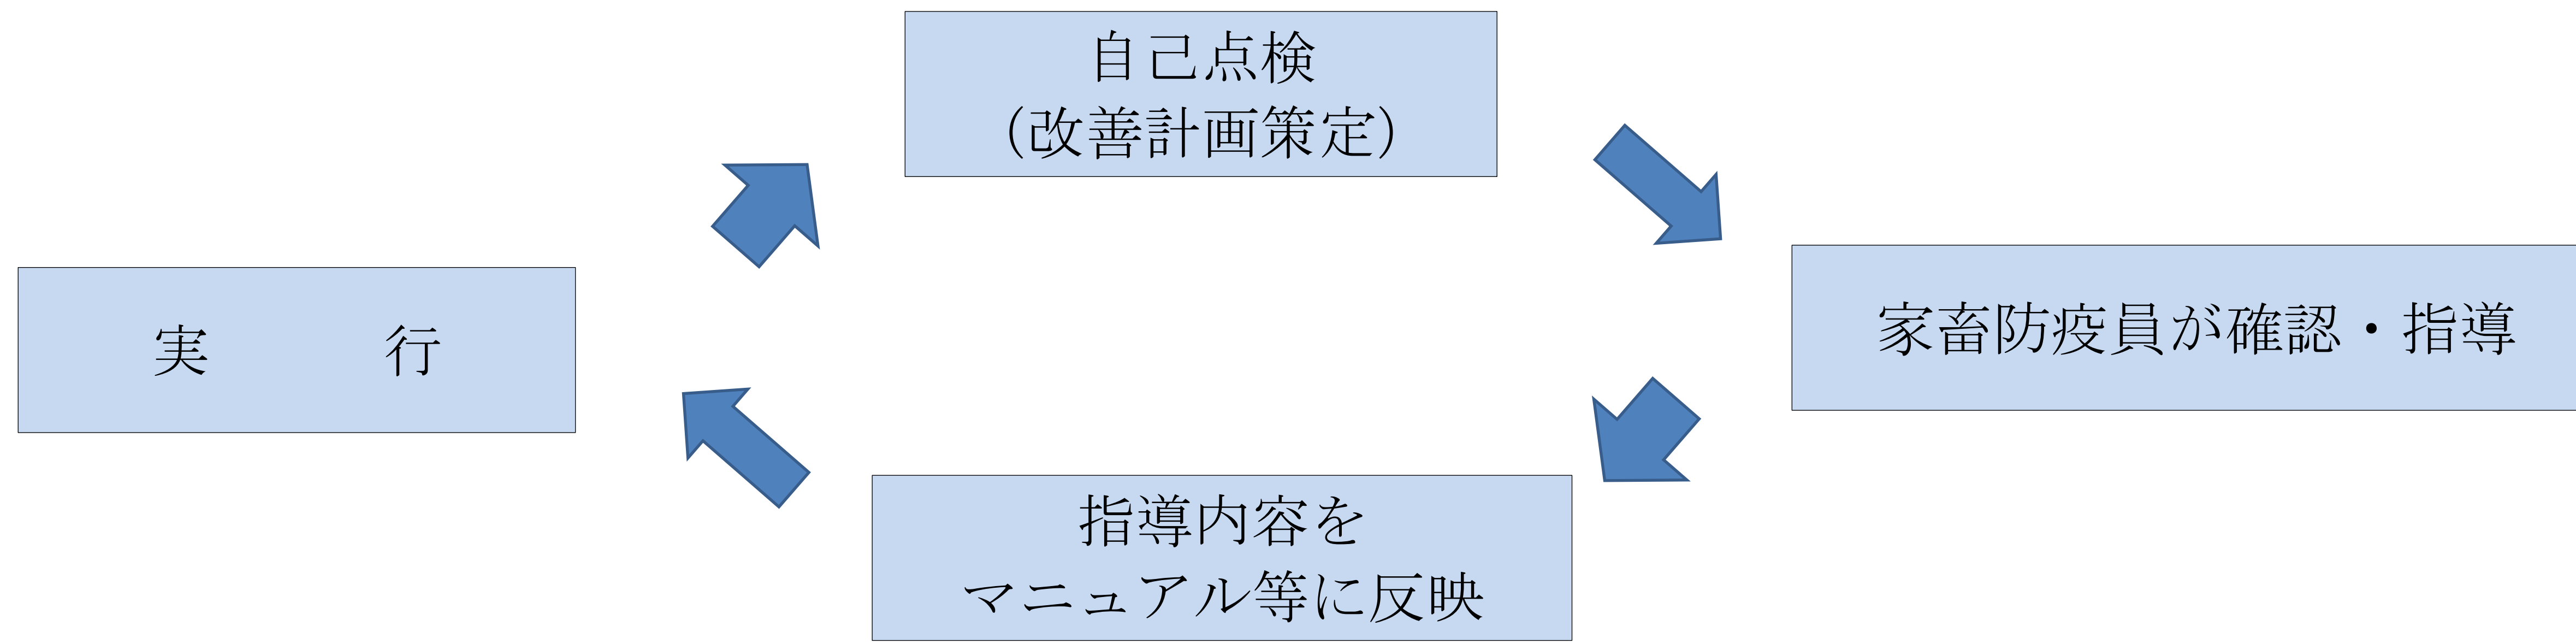 自己点検
（改善計画策定）
家畜防疫員が確認・指導
実　　　行
指導内容を
マニュアル等に反映